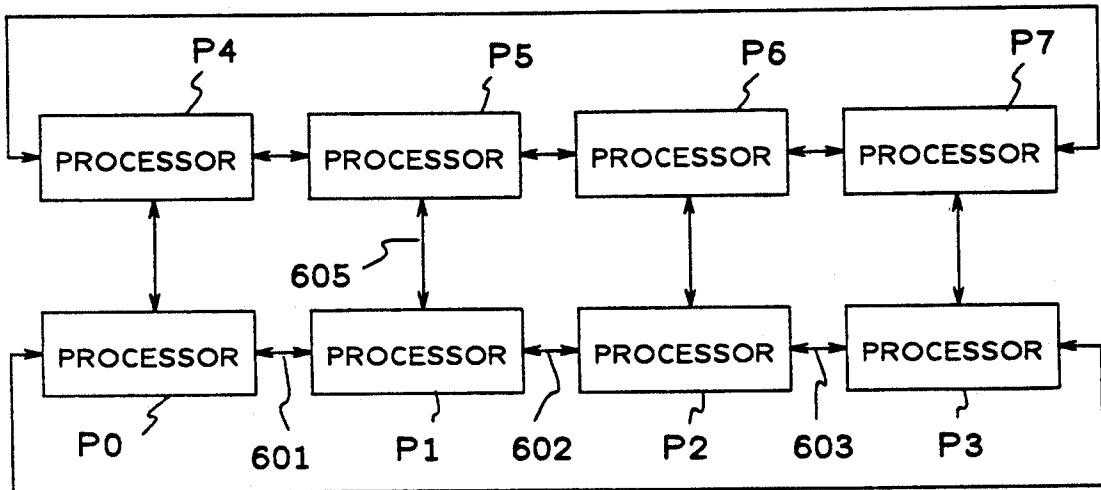 P4 P5 P6 P7
PROCESSOR PROCESSOR PROCESSOR PROCESSOR
605
PROCESSOR PROCESSOR PROCESSOR PROCESSOR
P0 601 P1 602 P2 603 P3